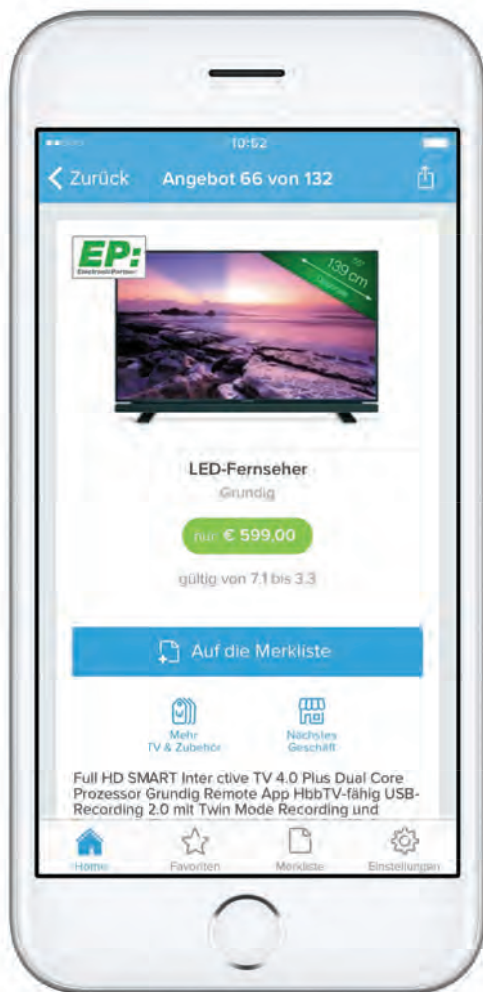 10:52
Zurück
Angebot 66 von 132
EP:
ElectronicPartner
139 cm
LED-Fernseher
Grundig
nur € 599,00
gültig von 7.1 bis 3.3
Auf die Merkliste
Mehr
TV & Zubehör
Nächstes
Geschäft
Full HD SMART Inter ctive TV 4.0 Plus Dual Core
Prozessor Grundig Remote App HbbTV-fähig USB-
Recording 2.0 mit Twin Mode Recording und
Home
Favoriten
Merkliste
Einstellungen